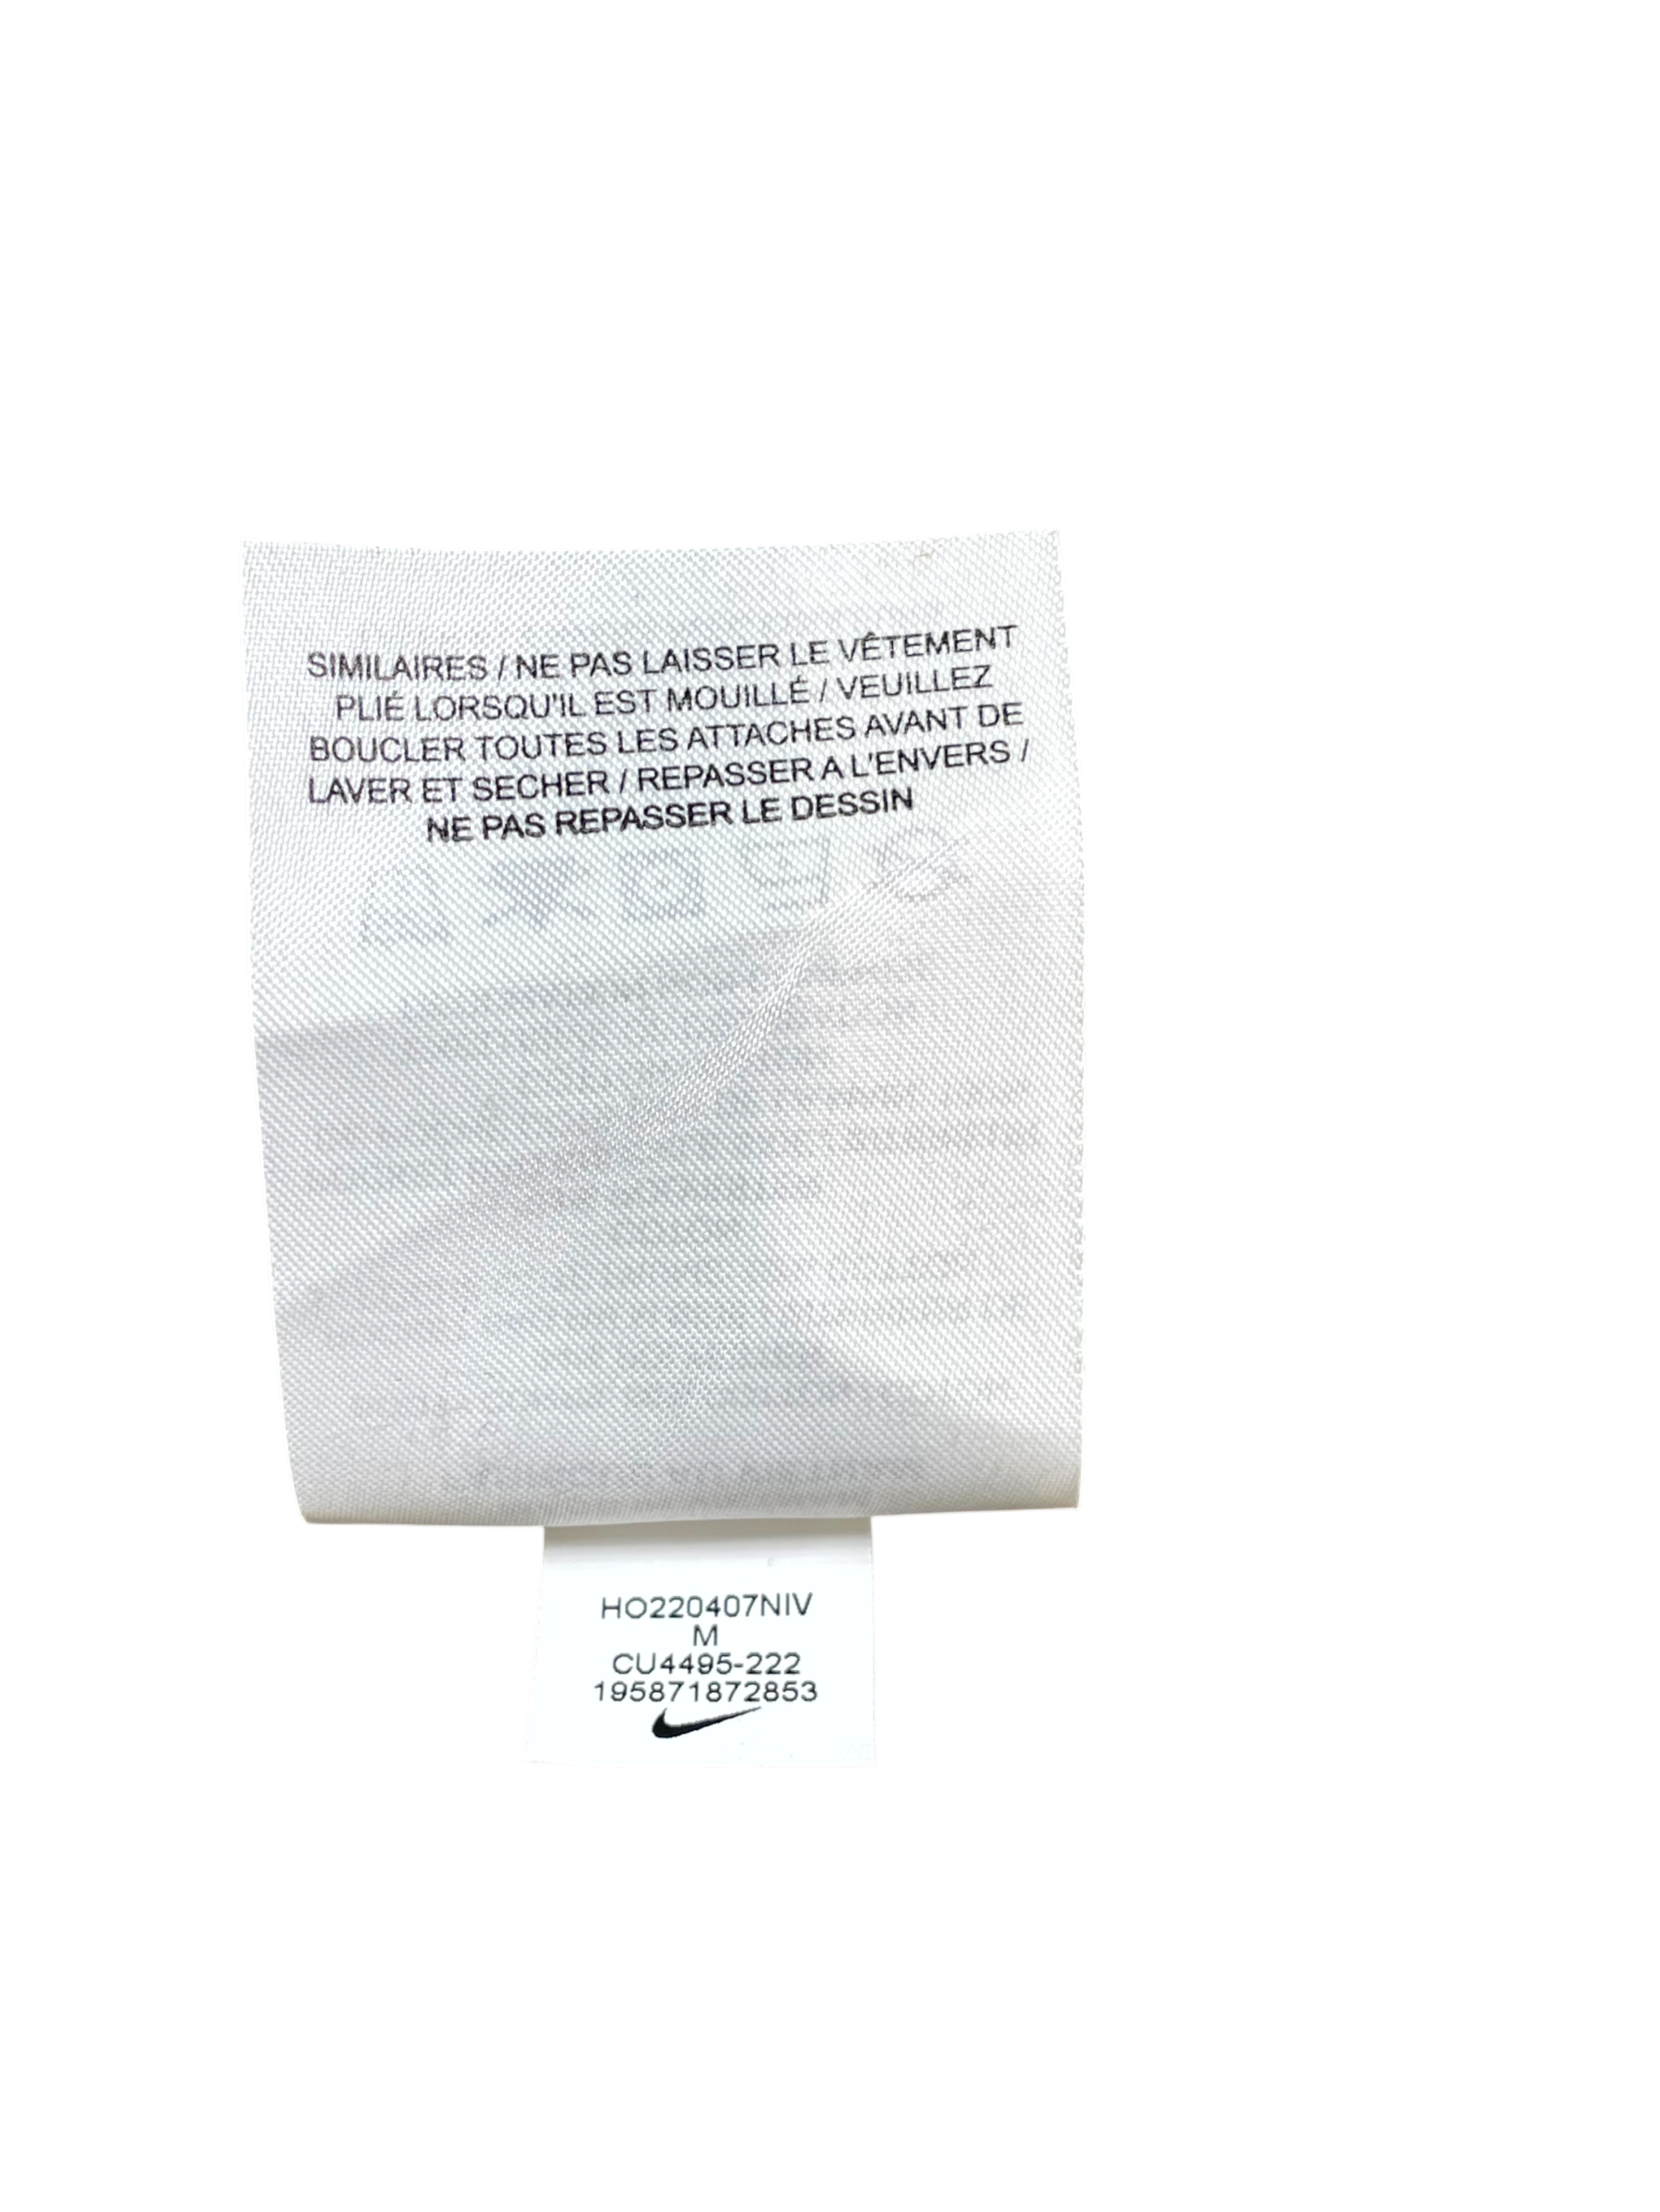 SIMILAIRES / NE PAS LAISSER LE VÊTEMENT
PLIÉ LORSQU'IL EST MOUILLÉ / VEUILLEZ
BOUCLER TOUTES LES ATTACHES AVANT DE
LAVER ET SECHER / REPASSER A L'ENVERS /
NE PAS REPASSER LE DESSIN
HO220407NIV
M
CU4495-222
195871872853